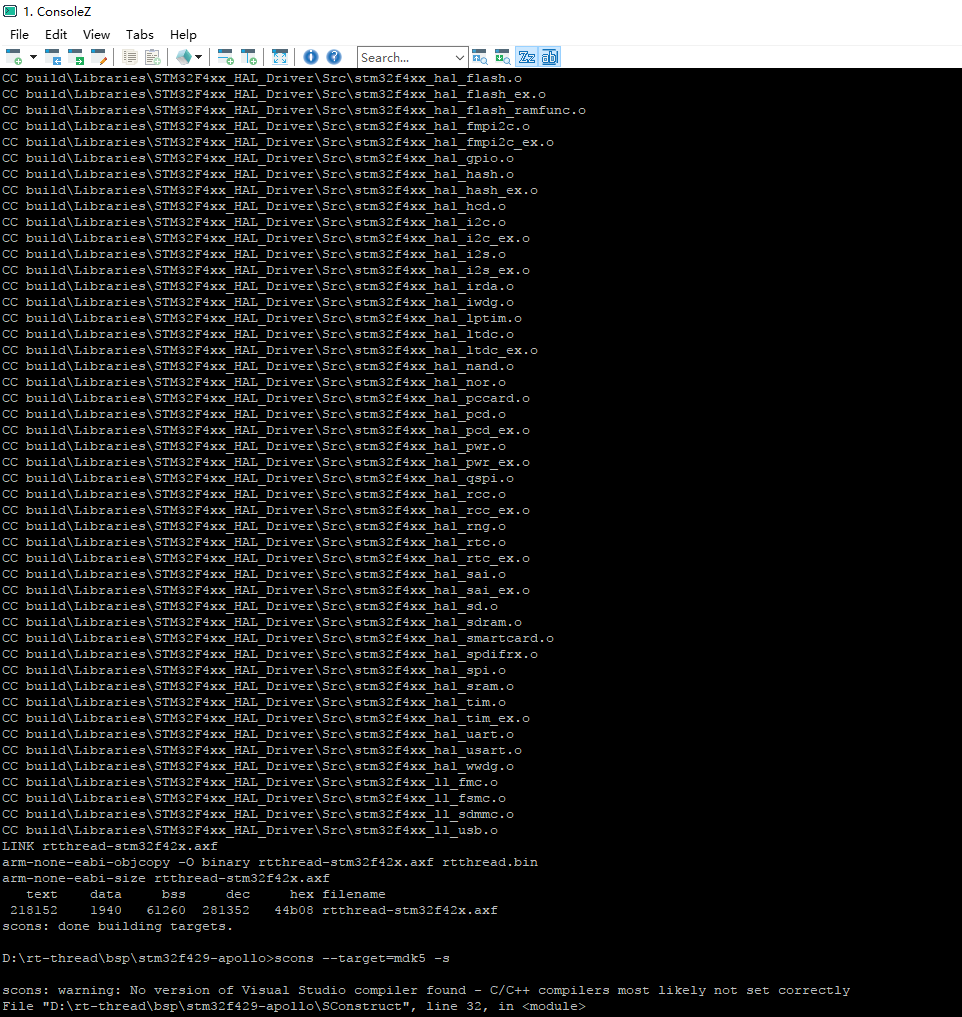 1. ConsoleZ
File Edit View Tabs Help
Search...
CC build\Libraries\STM32F4xx_HAL_Driver\Src\stm32f4xx_hal_flash.o
CC build\Libraries\STM32F4xx_HAL_Driver\Src\stm32f4xx_hal_flash_ex.o
CC build\Libraries\STM32F4xx_HAL_Driver\Src\stm32f4xx_hal_flash_ramfunc.o
CC build\Libraries\STM32F4xx_HAL_Driver\Src\stm32f4xx_hal_fmpi2c.o
CC build\Libraries\STM32F4xx_HAL_Driver\Src\stm32f4xx_hal_fmpi2c_ex.o
CC build\Libraries\STM32F4xx_HAL_Driver\Src\stm32f4xx_hal_gpio.o
CC build\Libraries\STM32F4xx_HAL_Driver\Src\stm32f4xx_hal_hash.o
CC build\Libraries\STM32F4xx_HAL_Driver\Src\stm32f4xx_hal_hash_ex.o
CC build\Libraries\STM32F4xx_HAL_Driver\Src\stm32f4xx_hal_hcd.o
CC build\Libraries\STM32F4xx_HAL_Driver\Src\stm32f4xx_hal_i2c.o
CC build\Libraries\STM32F4xx_HAL_Driver\Src\stm32f4xx_hal_i2c_ex.o
CC build\Libraries\STM32F4xx_HAL_Driver\Src\stm32f4xx_hal_i2s.o
CC build\Libraries\STM32F4xx_HAL_Driver\Src\stm32f4xx_hal_i2s_ex.o
CC build\Libraries\STM32F4xx_HAL_Driver\Src\stm32f4xx_hal_irda.o
CC build\Libraries\STM32F4xx_HAL_Driver\Src\stm32f4xx_hal_iwdg.o
CC build\Libraries\STM32F4xx_HAL_Driver\Src\stm32f4xx_hal_lptim.o
CC build\Libraries\STM32F4xx_HAL_Driver\Src\stm32f4xx_hal_ltdc.o
CC build\Libraries\STM32F4xx_HAL_Driver\Src\stm32f4xx_hal_ltdc_ex.o
CC build\Libraries\STM32F4xx_HAL_Driver\Src\stm32f4xx_hal_nand.o
CC build\Libraries\STM32F4xx_HAL_Driver\Src\stm32f4xx_hal_nor.o
CC build\Libraries\STM32F4xx_HAL_Driver\Src\stm32f4xx_hal_pccard.o
CC build\Libraries\STM32F4xx_HAL_Driver\Src\stm32f4xx_hal_pcd.o
CC build\Libraries\STM32F4xx_HAL_Driver\Src\stm32f4xx_hal_pcd_ex.o
CC build\Libraries\STM32F4xx_HAL_Driver\Src\stm32f4xx_hal_pwr.o
CC build\Libraries\STM32F4xx_HAL_Driver\Src\stm32f4xx_hal_pwr_ex.o
CC build\Libraries\STM32F4xx_HAL_Driver\Src\stm32f4xx_hal_qspi.o
CC build\Libraries\STM32F4xx_HAL_Driver\Src\stm32f4xx_hal_rcc.o
CC build\Libraries\STM32F4xx_HAL_Driver\Src\stm32f4xx_hal_rcc_ex.o
CC build\Libraries\STM32F4xx_HAL_Driver\Src\stm32f4xx_hal_rng.o
CC build\Libraries\STM32F4xx_HAL_Driver\Src\stm32f4xx_hal_rtc.o
CC build\Libraries\STM32F4xx_HAL_Driver\Src\stm32f4xx_hal_rtc_ex.o
CC build\Libraries\STM32F4xx_HAL_Driver\Src\stm32f4xx_hal_sai.o
CC build\Libraries\STM32F4xx_HAL_Driver\Src\stm32f4xx_hal_sai_ex.o
CC build\Libraries\STM32F4xx_HAL_Driver\Src\stm32f4xx_hal_sd.o
CC build\Libraries\STM32F4xx_HAL_Driver\Src\stm32f4xx_hal_sdram.o
CC build\Libraries\STM32F4xx_HAL_Driver\Src\stm32f4xx_hal_smartcard.o
CC build\Libraries\STM32F4xx_HAL_Driver\Src\stm32f4xx_hal_spdifrx.o
CC build\Libraries\STM32F4xx_HAL_Driver\Src\stm32f4xx_hal_spi.o
CC build\Libraries\STM32F4xx_HAL_Driver\Src\stm32f4xx_hal_sram.o
CC build\Libraries\STM32F4xx_HAL_Driver\Src\stm32f4xx_hal_tim.o
CC build\Libraries\STM32F4xx_HAL_Driver\Src\stm32f4xx_hal_tim_ex.o
CC build\Libraries\STM32F4xx_HAL_Driver\Src\stm32f4xx_hal_uart.o
CC build\Libraries\STM32F4xx_HAL_Driver\Src\stm32f4xx_hal_usart.o
CC build\Libraries\STM32F4xx_HAL_Driver\Src\stm32f4xx_hal_wwdg.o
CC build\Libraries\STM32F4xx_HAL_Driver\Src\stm32f4xx_ll_fmc.o
CC build\Libraries\STM32F4xx_HAL_Driver\Src\stm32f4xx_ll_fsmc.o
CC build\Libraries\STM32F4xx_HAL_Driver\Src\stm32f4xx_ll_sdmmc.o
CC build\Libraries\STM32F4xx_HAL_Driver\Src\stm32f4xx_ll_usb.o
LINK rtthread-stm32f42x.axf
arm-none-eabi-objcopy -O binary rtthread-stm32f42x.axf rtthread.bin
arm-none-eabi-size rtthread-stm32f42x.axf
text data bss dec hex filename
218152 1940 61260 281352 44b08 rtthread-stm32f42x.axf
scons: done building targets.
D:\rt-thread\bsp\stm32f429-apollo>scons --target=mdk5 -s
scons: warning: No version of Visual Studio compiler found - C/C++ compilers most likely not set correctly
File "D:\rt-thread\bsp\stm32f429-apollo\SConstruct", line 32, in <module>